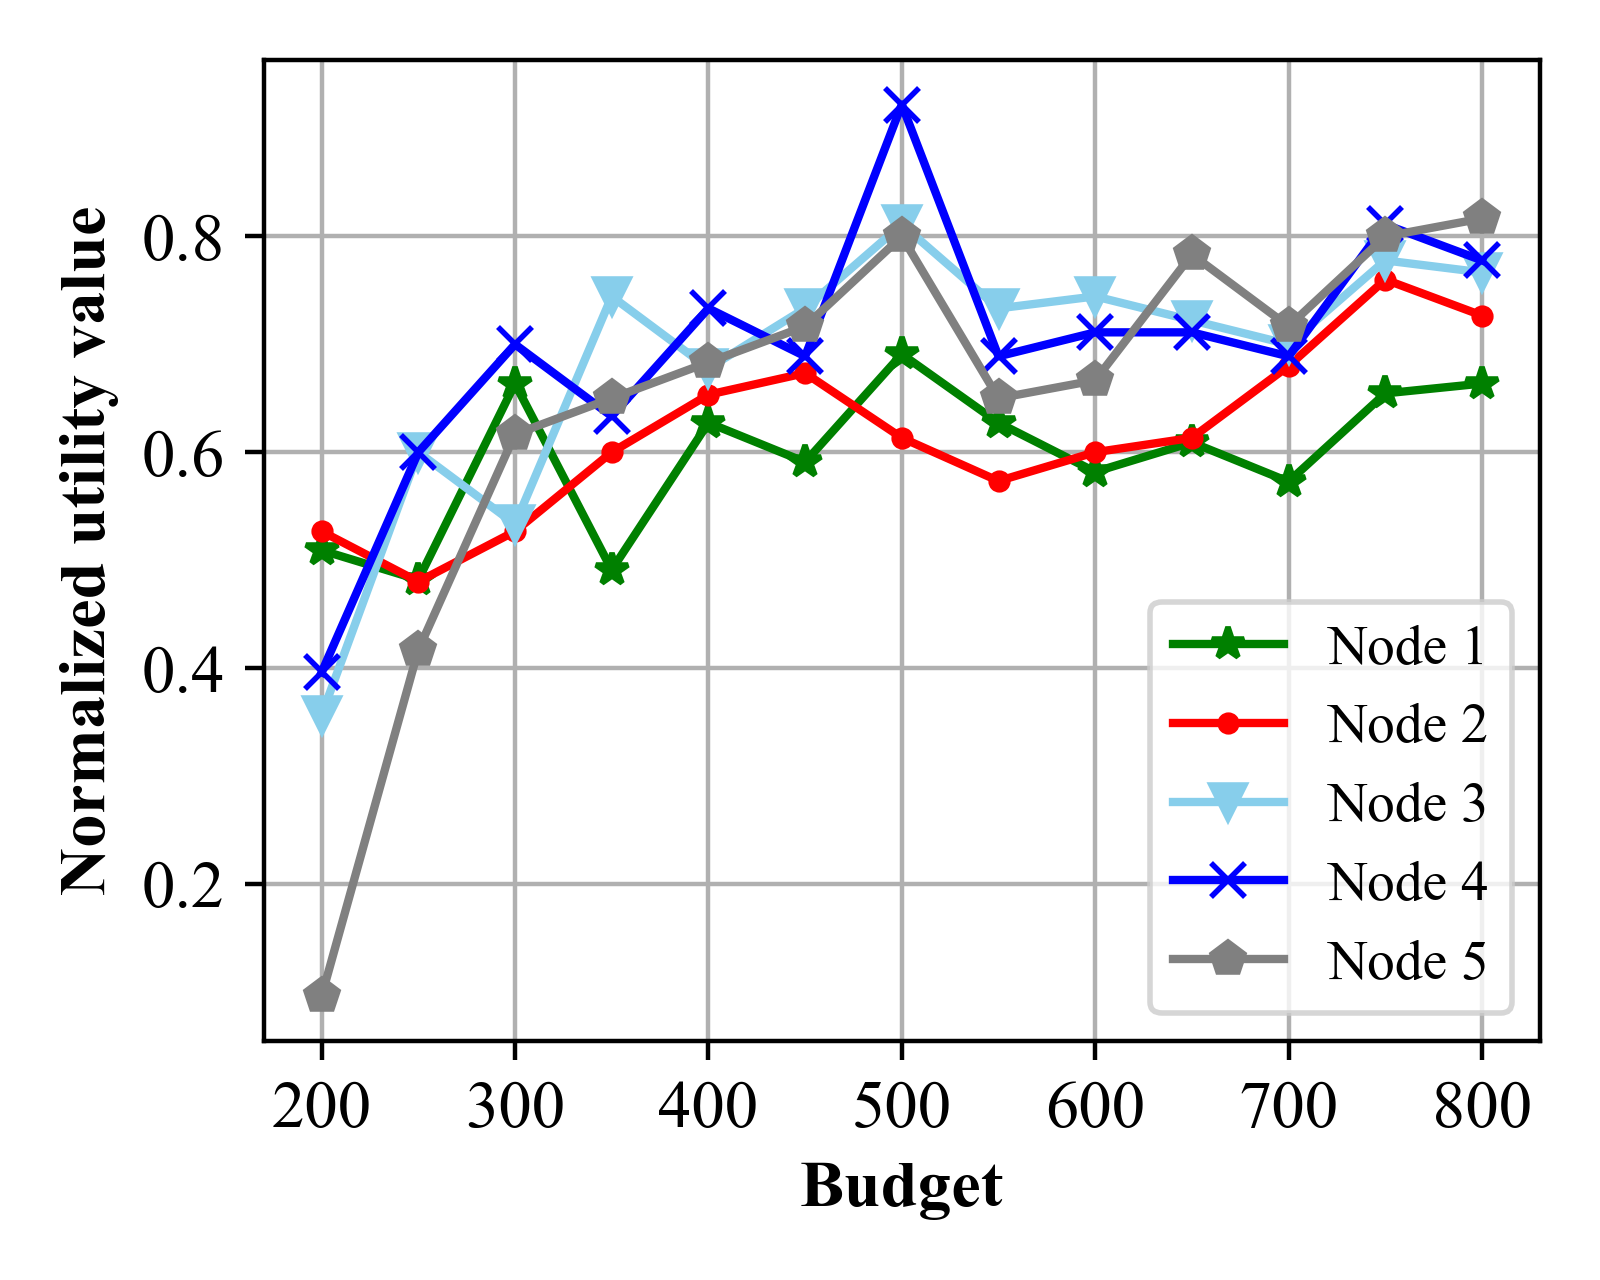 Normalized utility value
0.8
0.6
0.4
0.2
Node 1
Node 2
Node 3
Node 4
Node 5
200 300 400 500 600 700 800
Budget